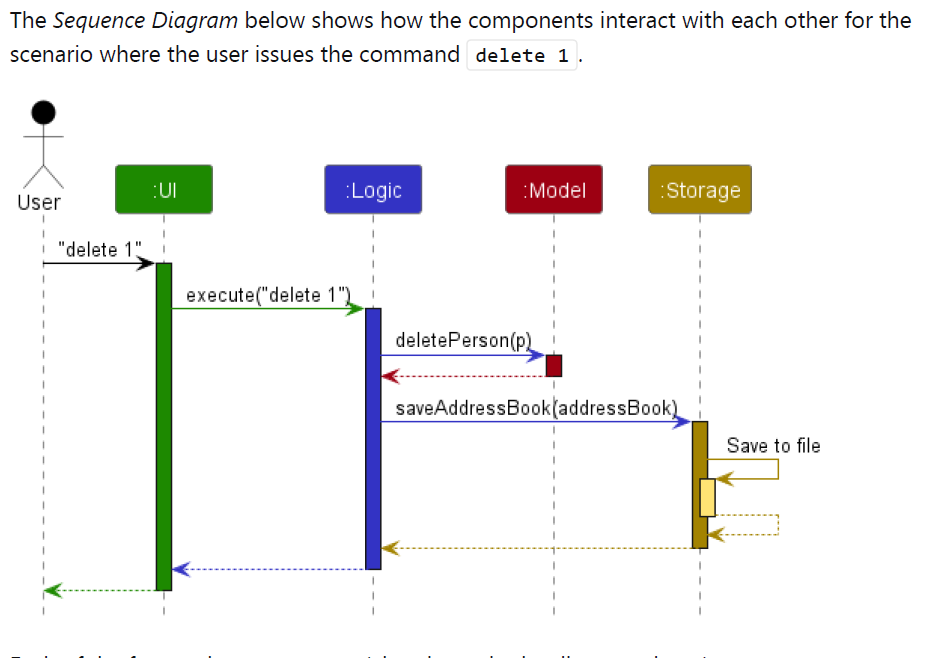 The Sequence Diagram below shows how the components interact with each other for the
scenario where the user issues the command delete 1.
User
:UI
:Logic
:Model
:Storage
"delete 1"
execute("delete 1")
deletePerson(p)
saveAddressBook(addressBook)
Save to file